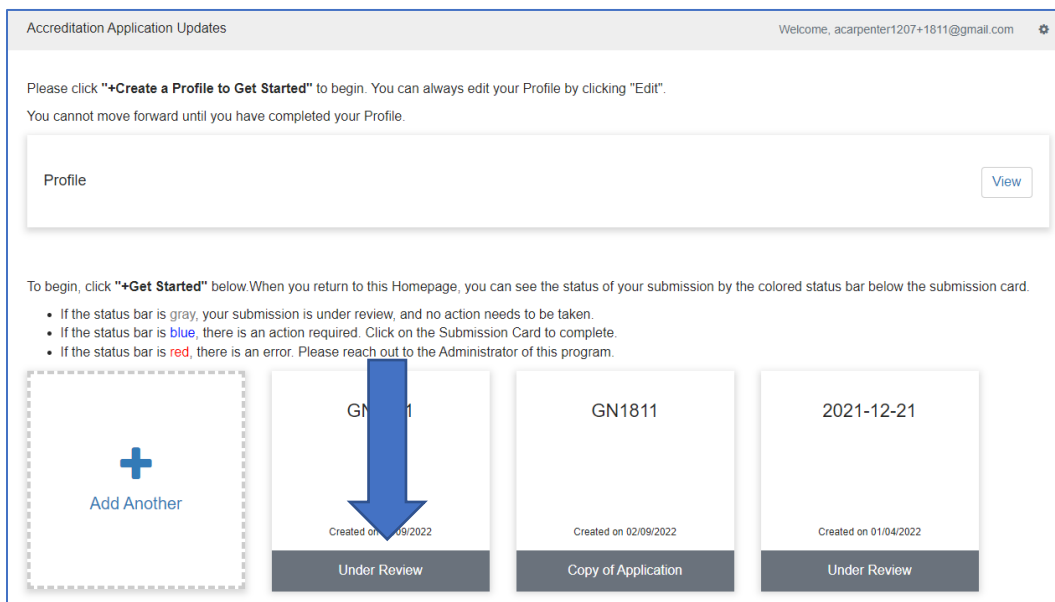 Accreditation Application Updates
Welcome, acarpenter1207+1811@gmail.com
Please click "+Create a Profile to Get Started" to begin. You can always edit your Profile by clicking "Edit".
You cannot move forward until you have completed your Profile.
Profile
View
To begin, click "+Get Started" below.When you return to this Homepage, you can see the status of your submission by the colored status bar below the submission card.
• If the status bar is gray, your submission is under review, and no action needs to be taken.
• If the status bar is blue, there is an action required. Click on the Submission Card to complete.
• If the status bar is red, there is an error. Please reach out to the Administrator of this program.
GN1811
2021-12-21
Add Another
Created on
Created on 02/09/2022
Created on 01/04/2022
Under Review
Copy of Application
Under Review